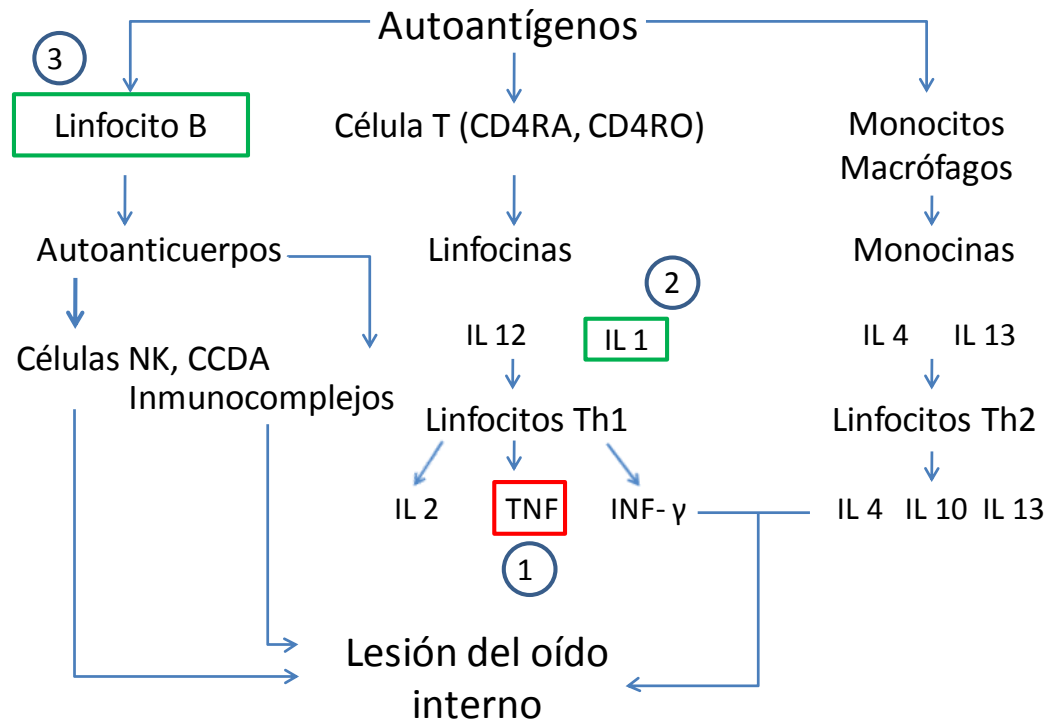 Autoantígenos
3
Linfocito B
Célula T (CD4RA, CD4RO)
Monocitos
Macrófagos
Autoanticuerpos
Linfocinas
Monocinas
2
IL 12
IL 1
IL 4
IL 13
Células NK, CCDA
Inmunocomplejos
Linfocitos Th1
Linfocitos Th2
IL 2
TNF
INF- γ
IL 4
IL 10
IL 13
1
Lesión del oído
interno